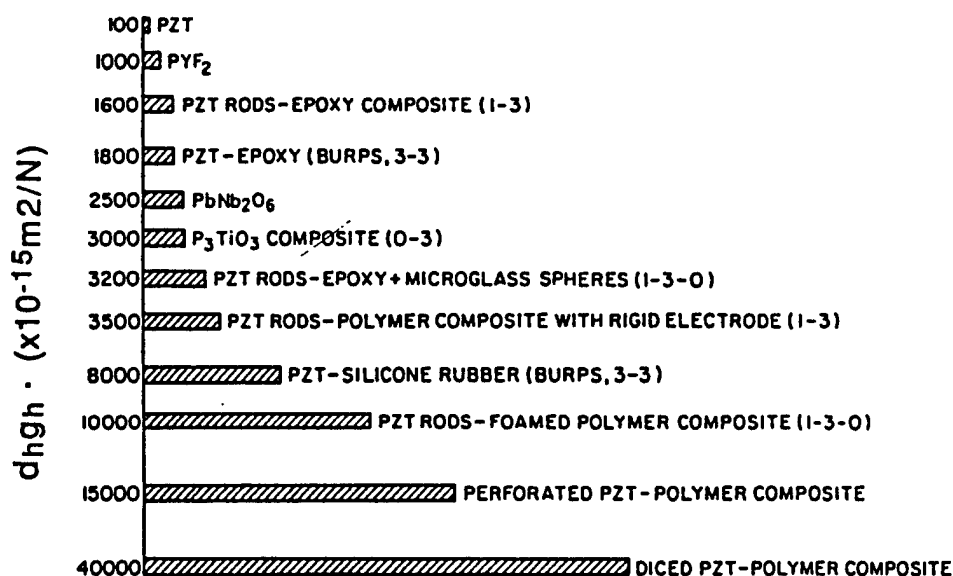 100 PZT
1000 PYF2
1600 PZT RODS-EPOXY COMPOSITE (1-3)
1800 PZT-EPOXY (BURPS, 3-3)
2500 PbNb2O6
3000 P3TiO3 COMPOSITE (0-3)
3200 PZT RODS-EPOXY+MICROGLASS SPHERES (1-3-0)
3500 PZT RODS-POLYMER COMPOSITE WITH RIGID ELECTRODE (1-3)
8000 PZT-SILICONE RUBBER (BURPS, 3-3)
10000 PZT RODS-FOAMED POLYMER COMPOSITE (1-3-0)
15000 PERFORATED PZT-POLYMER COMPOSITE
40000 DICED PZT-POLYMER COMPOSITE
dhgh · (x10-15m2/N)